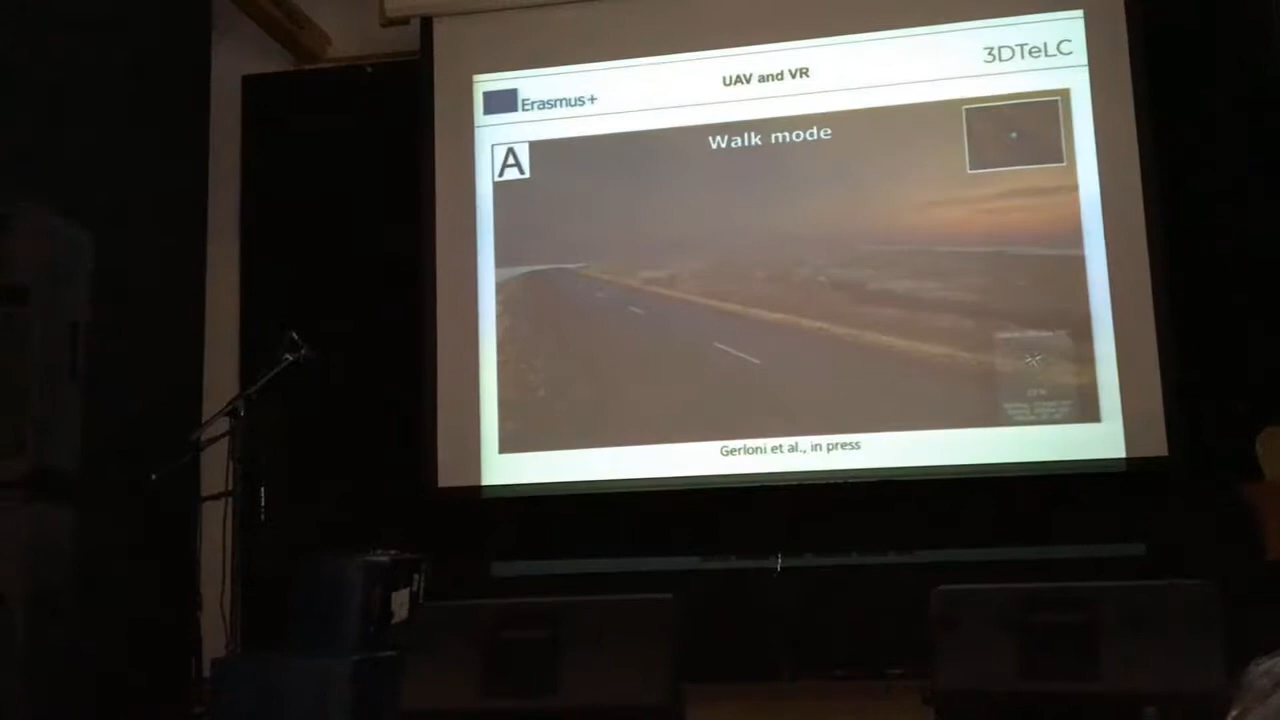 UAV and VR
3DTeLC
Erasmus+
A
Walk mode
Gerloni et al., in press